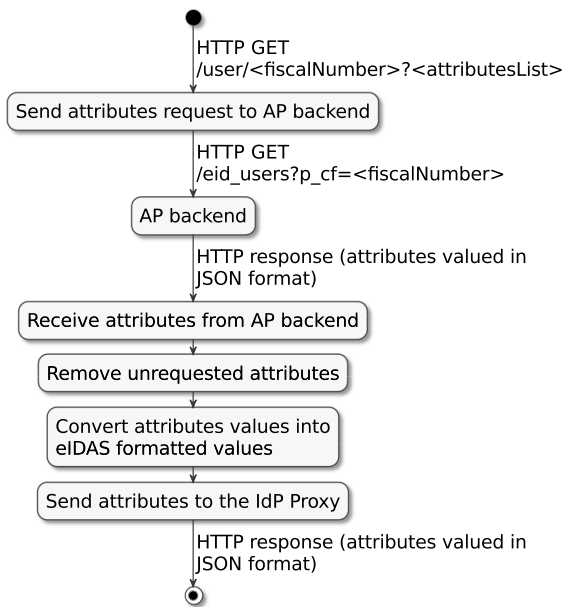 HTTP GET
/user/<fiscalNumber>?<attributesList>
Send attributes request to AP backend
HTTP GET
/eid_users?p_cf=<fiscalNumber>
AP backend
HTTP response (attributes valued in
JSON format)
Receive attributes from AP backend
Remove unrequested attributes
Convert attributes values into
eIDAS formatted values
Send attributes to the IdP Proxy
HTTP response (attributes valued in
JSON format)